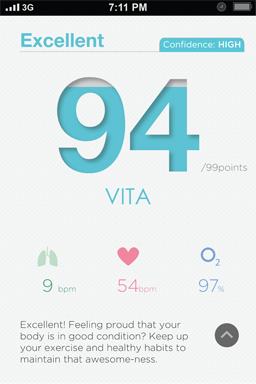 3G 7:11 PM
Excellent
Confidence: HIGH
94
/99points
VITA
O2
9 bpm 54bpm 97%
Excellent! Feeling proud that your
body is in good condition? Keep up
your exercise and healthy habits to
maintain that awesome-ness.